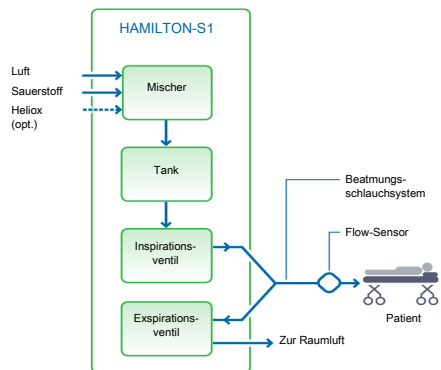 HAMILTON-S1
Luft
Sauerstoff
Heliox
(opt.)
Mischer
Tank
Inspirations-
ventil
Exspirations-
ventil
Beatmungs-
schlauchsystem
Flow-Sensor
Patient
Zur Raumluft